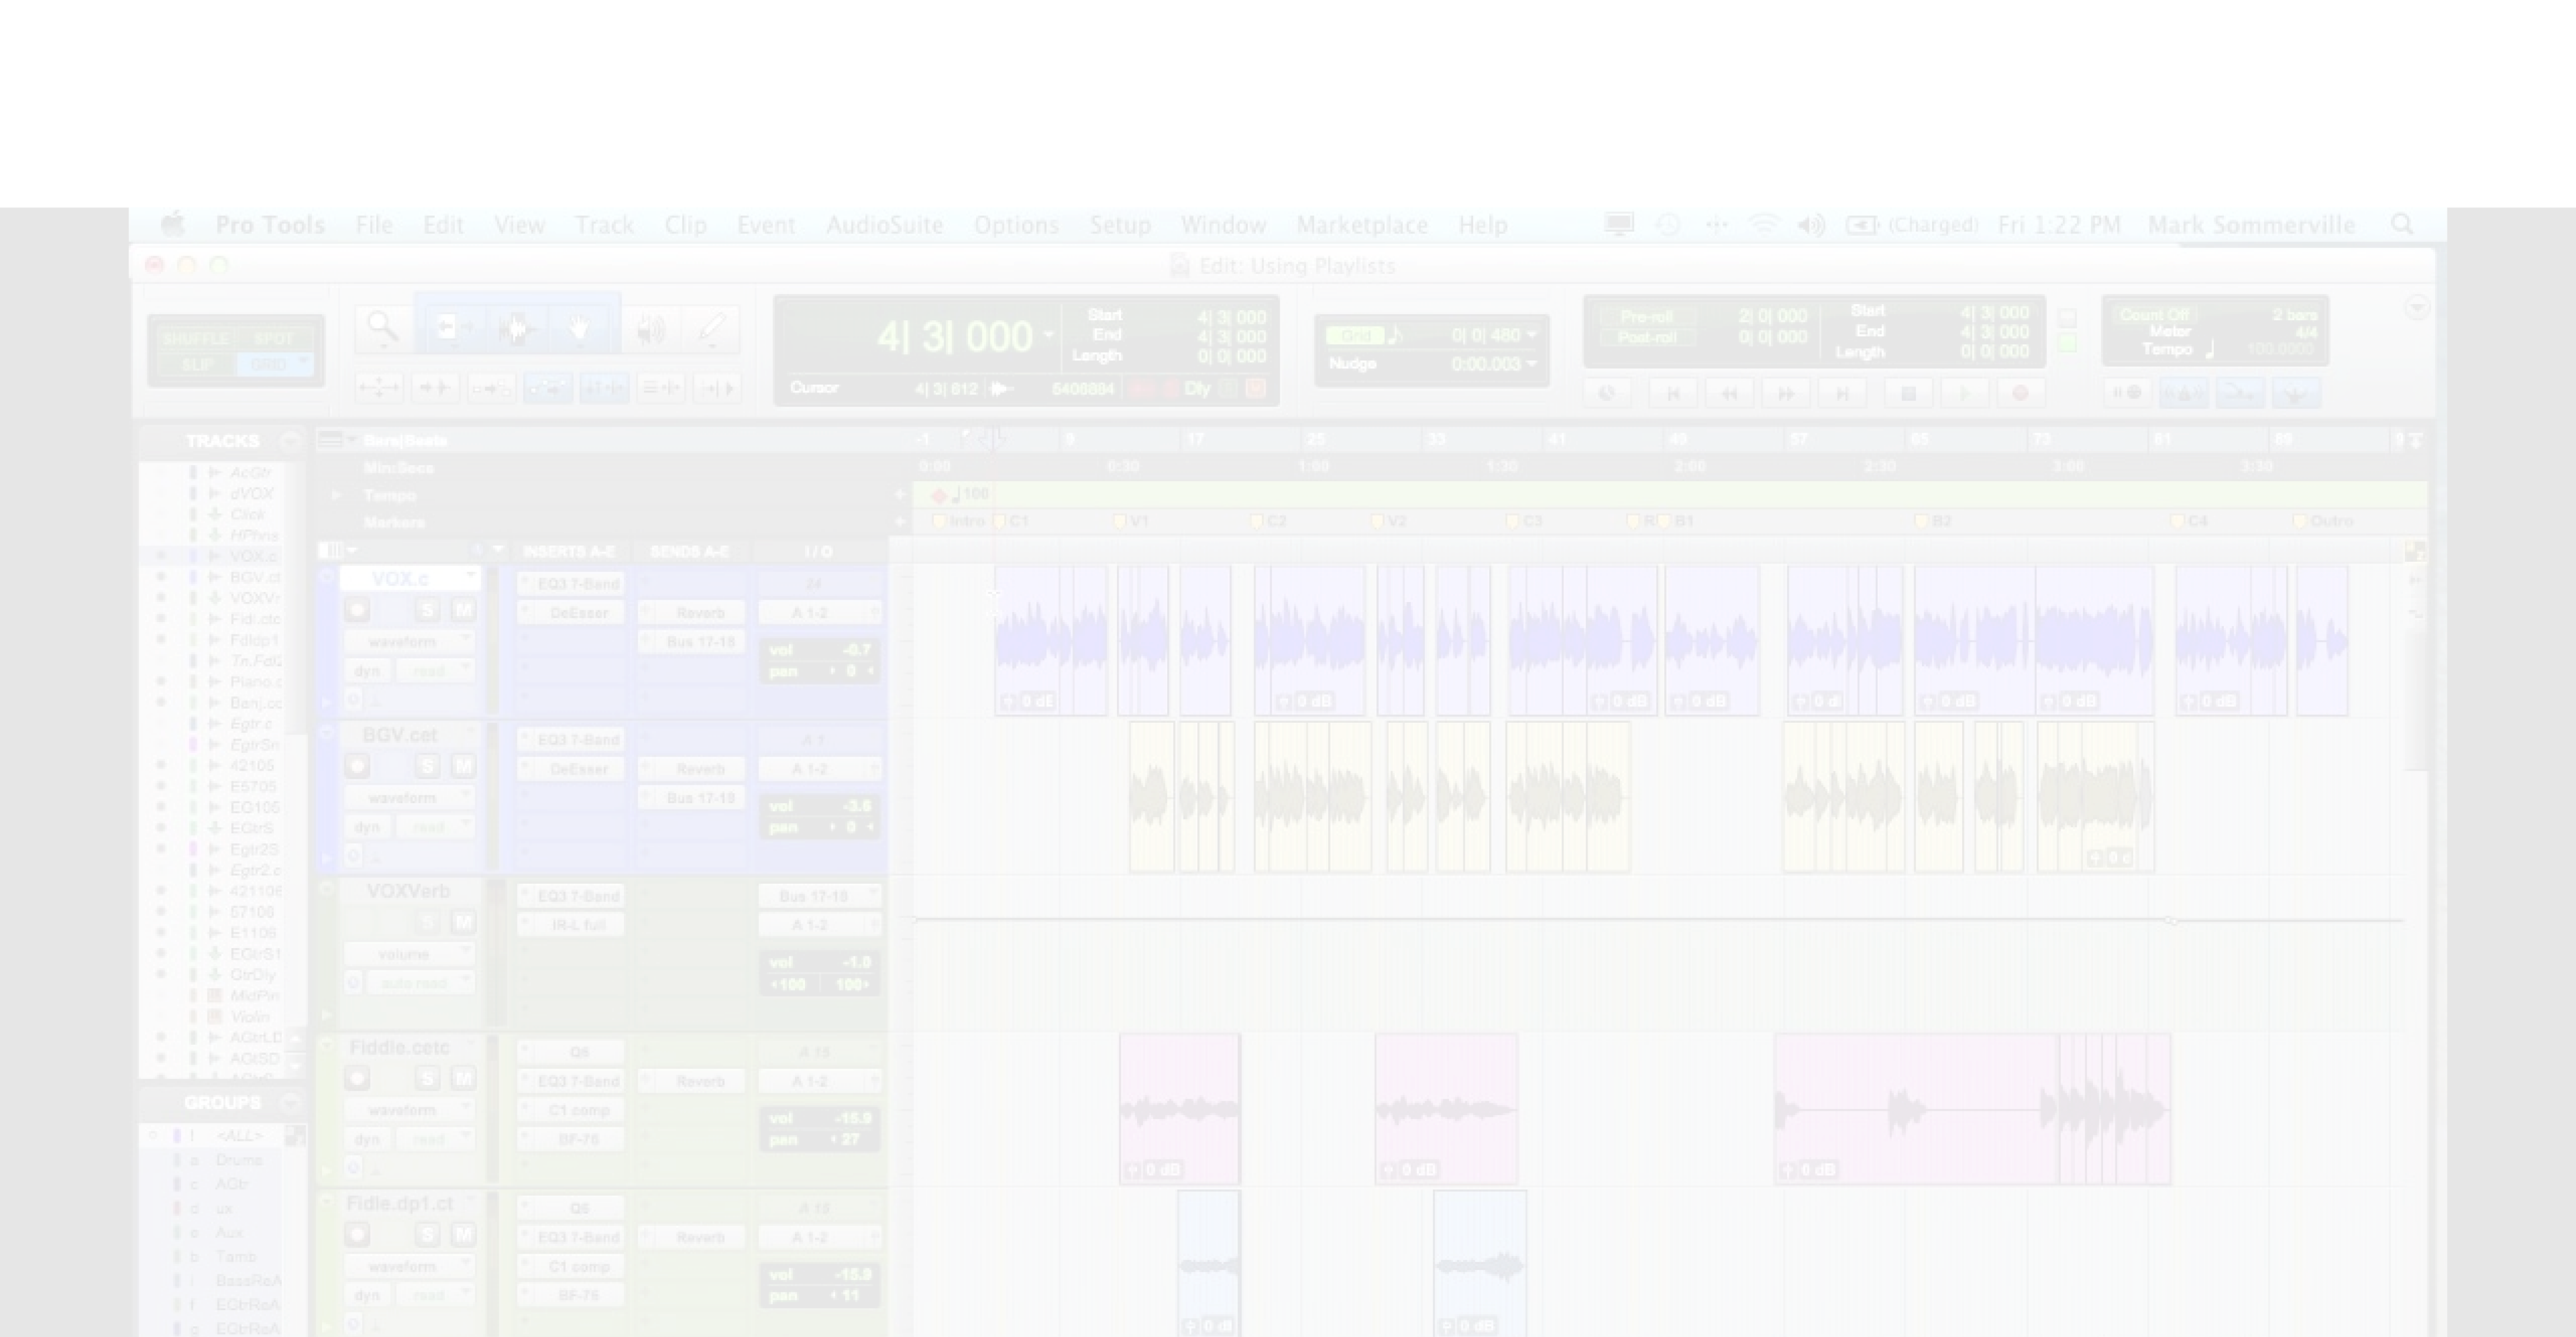 Pro Tools File Edit View Track Clip Event AudioSuite Options Setup Window Marketplace Help (Charged) Fri 1:22 PM Mark Sommerville
Edit: Using Playlists
SHUFFLE SPOT
SLIP GRID
4| 3| 000
Start 4| 3| 000
End 4| 3| 000
Length 0| 0| 000
Cursor 4| 3| 612 5408884 Dly
Grid 0| 0| 480
Nudge 0:00.003
Pre-roll 2| 0| 000
Post-roll 0| 0| 000
Start 4| 3| 000
End 4| 3| 000
Length 0| 0| 000
Count Off 2 bars
Meter 4/4
Tempo 100.0000
TRACKS
AcGtr
dVOX
Click
HPhns
VOX.c
BGV.ct
VOXV
Fidl.ctc
Fdldp1
Tn.Fdl2
Piano.c
Banj.cc
Egtr.c
EgtrSn
42105
E5705
EO105
EGtrS
Egtr2S
Egtr2.c
421106
57106
E1106
EGtrS1
GtrDly
MidPin
Violin
AGtrLD
AGtSD
GROUPS
! <ALL>
a Drums
c AGtr
d ux
e Aux
b Tamb
i BassReA
f EGtrReA
g EGtrReA
Bars|Beats -1 9 17 25 33 41 49 57 65 73 81 89 9
Min:Secs 0:00 0:30 1:00 1:30 2:00 2:30 3:00 3:30
Tempo 100
Markers Intro C1 V1 C2 V2 C3 R B1 B2 C4 Outro
INSERTS A-E SENDS A-E I / O
VOX.c EQ3 7-Band 24
S M DeEsser Reverb A 1-2
waveform Bus 17-18 vol -0.7
dyn read pan 0
0 dB 0 dB 0 dB 0 dB 0 d 0 dB 0 dB 0 dB
BGV.cet EQ3 7-Band A 1
S M DeEsser Reverb A 1-2
waveform Bus 17-18 vol -3.6
dyn read pan 0
0 d
VOXVerb EQ3 7-Band Bus 17-18
S M IR-L full A 1-2
volume vol -1.0
auto read 100 100
Fiddle.cetc Q6 A 15
S M EQ3 7-Band Reverb A 1-2
waveform C1 comp vol -15.9
dyn read BF-76 pan 27
0 dB 0 dB 0 dB
Fidle.dp1.ct Q6 A 15
S M EQ3 7-Band Reverb A 1-2
waveform C1 comp vol -15.9
dyn read BF-76 pan 11
0 dB 0 dB